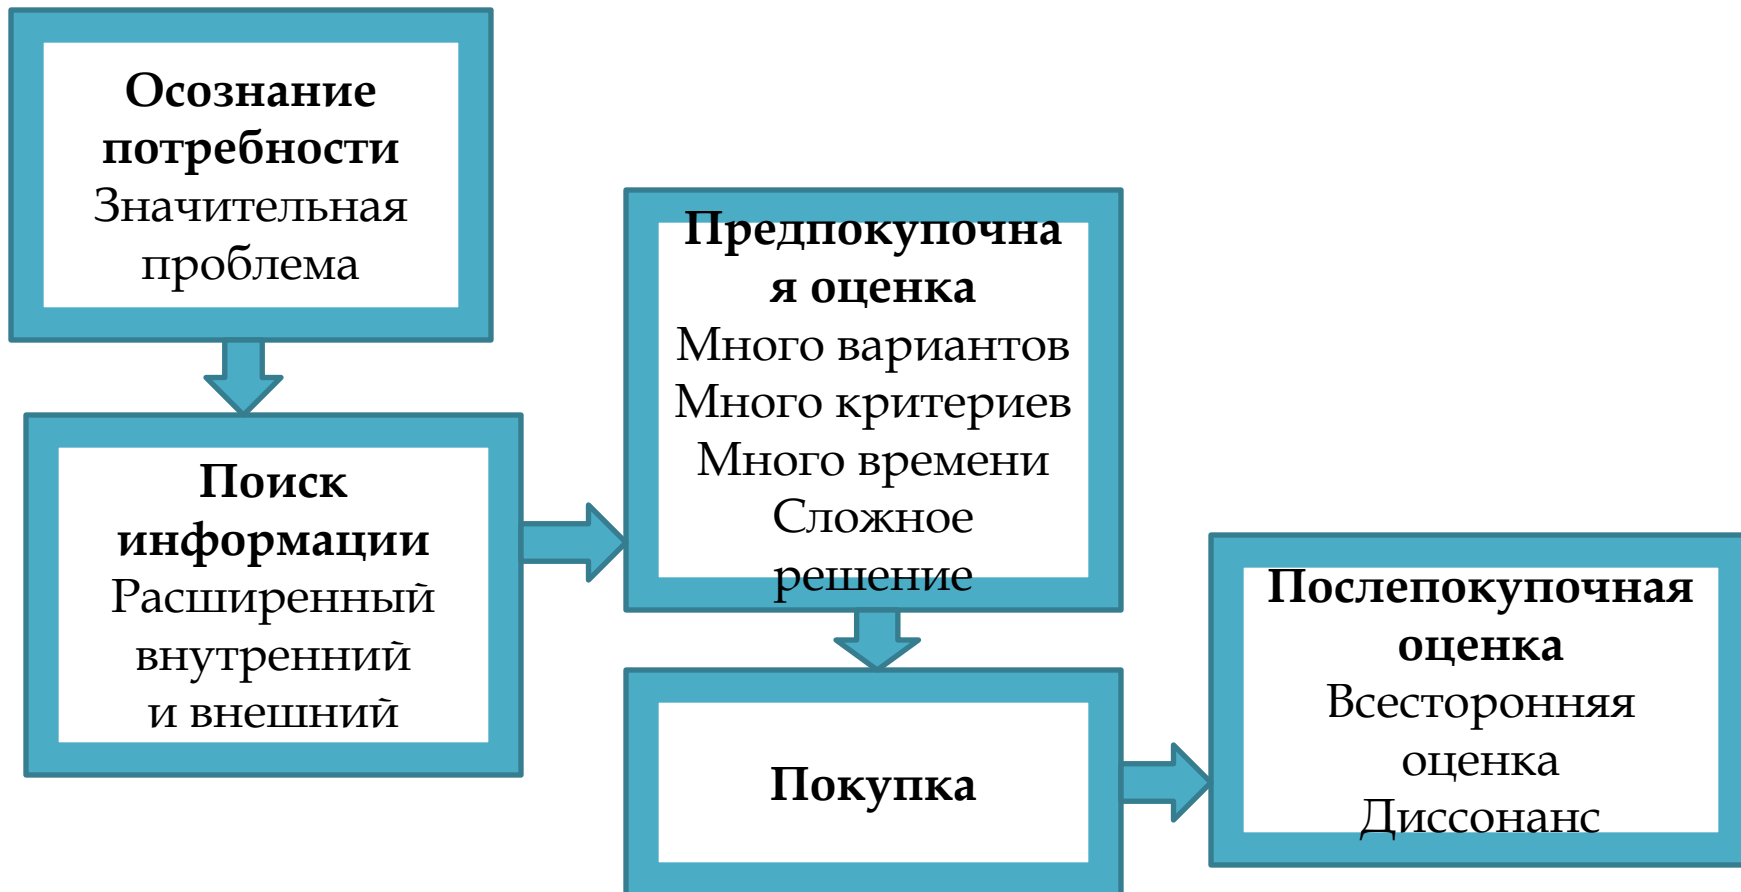 Осознание
потребности
Значительная
проблема
Поиск
информации
Расширенный
внутренний
и внешний
Предпокупочна
я оценка
Много вариантов
Много критериев
Много времени
Сложное
решение
Покупка
Послепокупочная
оценка
Всесторонняя
оценка
Диссонанс